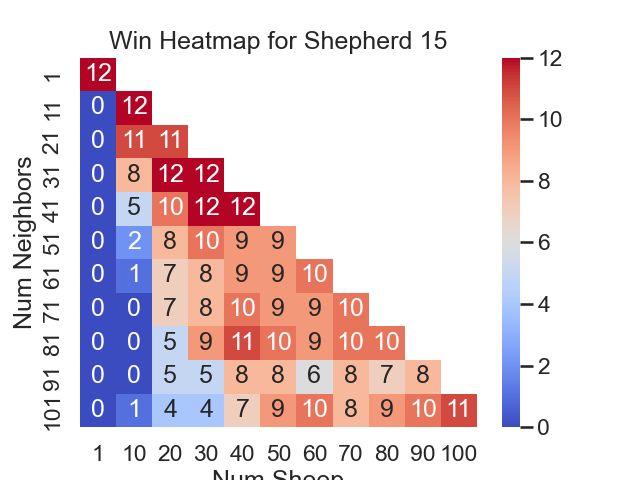 Win Heatmap for Shepherd 15
Num Neighbors
1 12
11 0 12
21 0 11 11
31 0 8 12 12
41 0 5 10 12 12
51 0 2 8 10 9 9
61 0 1 7 8 9 9 10
71 0 0 7 8 10 9 9 10
81 0 0 5 9 11 10 9 10 10
91 0 0 5 5 8 8 6 8 7 8
101 0 1 4 4 7 9 10 8 9 10 11
1 10 20 30 40 50 60 70 80 90 100
Num Sheep
12
10
8
6
4
2
0